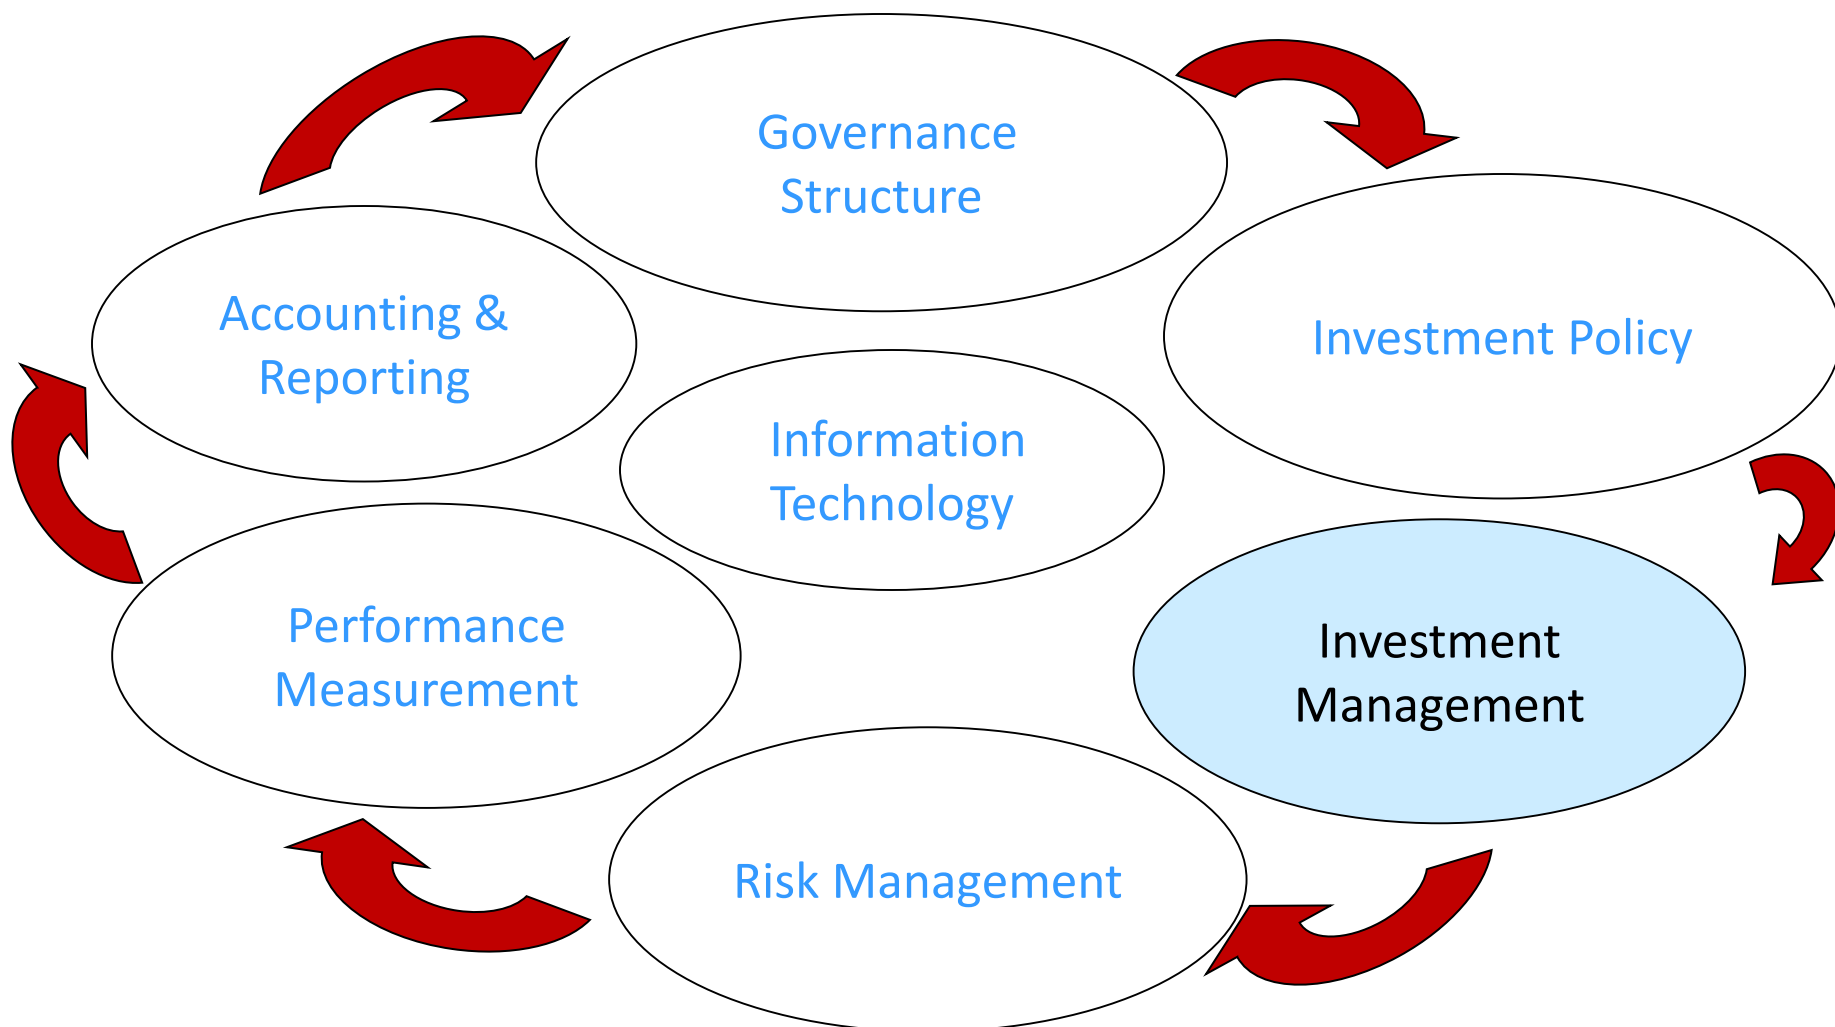 Governance
Structure
Accounting &
Reporting
Investment Policy
Information
Technology
Performance
Measurement
Investment
Management
Risk Management